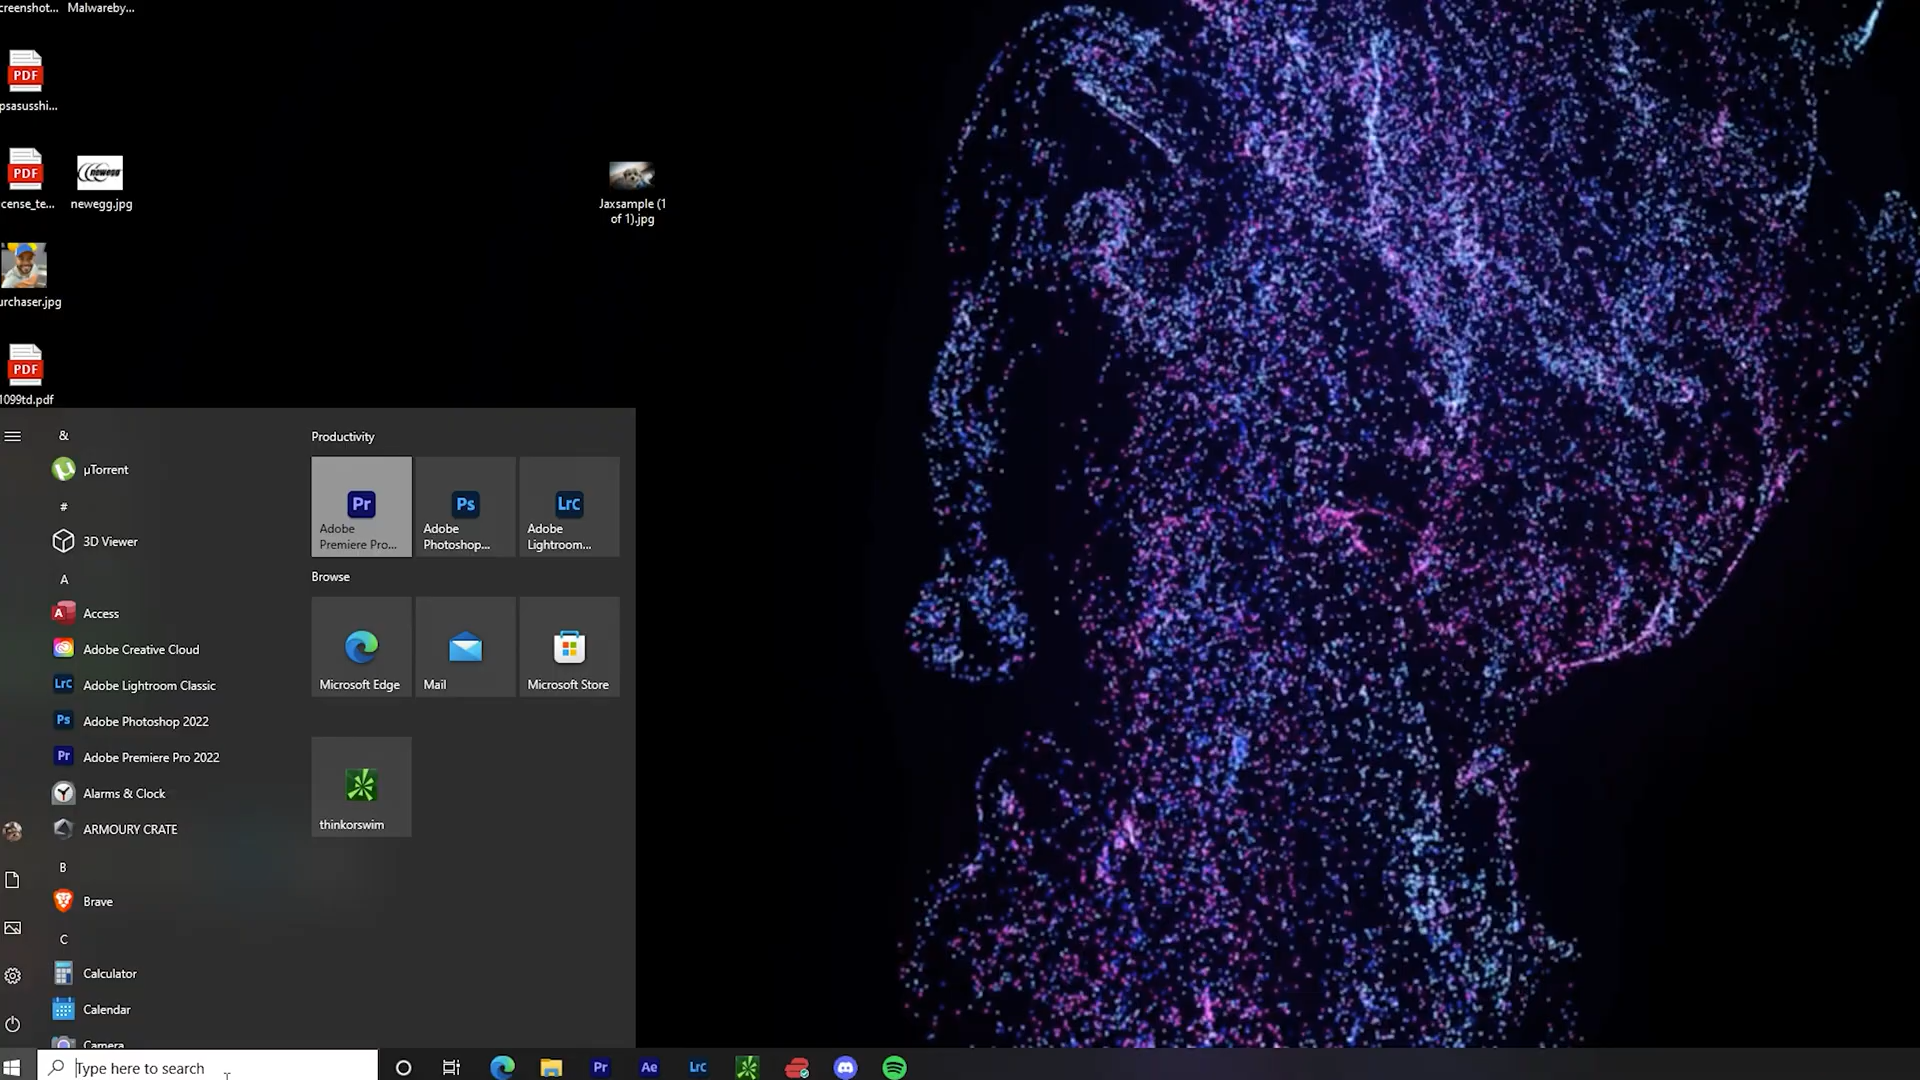 creenshot... Malwareby...
PDF
psasusshi...
PDF
newegg
cense_te... newegg.jpg
Jaxsample (1
of 1).jpg
urchaser.jpg
PDF
1099td.pdf
&
µTorrent
#
3D Viewer
A
Access
Adobe Creative Cloud
Lrc Adobe Lightroom Classic
Ps Adobe Photoshop 2022
Pr Adobe Premiere Pro 2022
Alarms & Clock
ARMOURY CRATE
B
Brave
C
Calculator
Calendar
Camera
Productivity
Pr
Adobe
Premiere Pro...
Ps
Adobe
Photoshop...
Lrc
Adobe
Lightroom...
Browse
Microsoft Edge
Mail
Microsoft Store
thinkorswim
Type here to search
Pr Ae Lrc